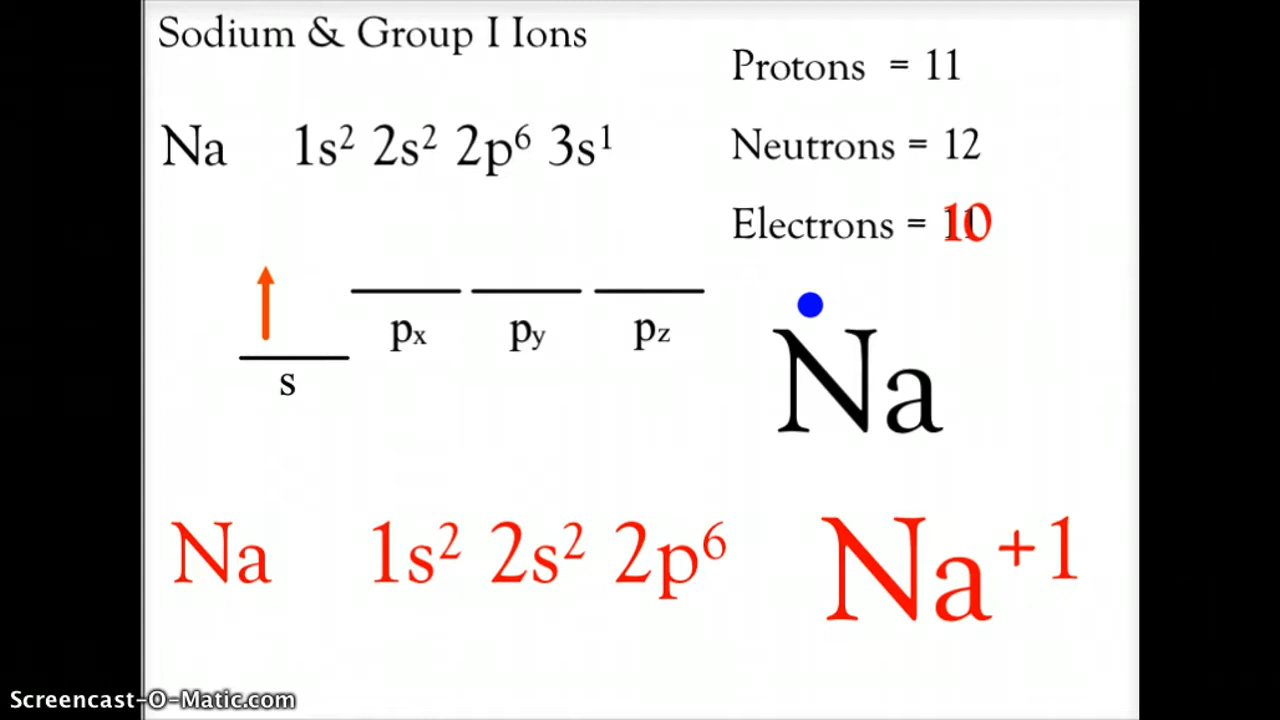 Sodium & Group I Ions
Protons = 11
Neutrons = 12
Electrons = 10
Na 1s² 2s² 2p⁶ 3s¹
px py pz
s
Na
Na 1s² 2s² 2p⁶
Na⁺¹
Screencast-O-Matic.com